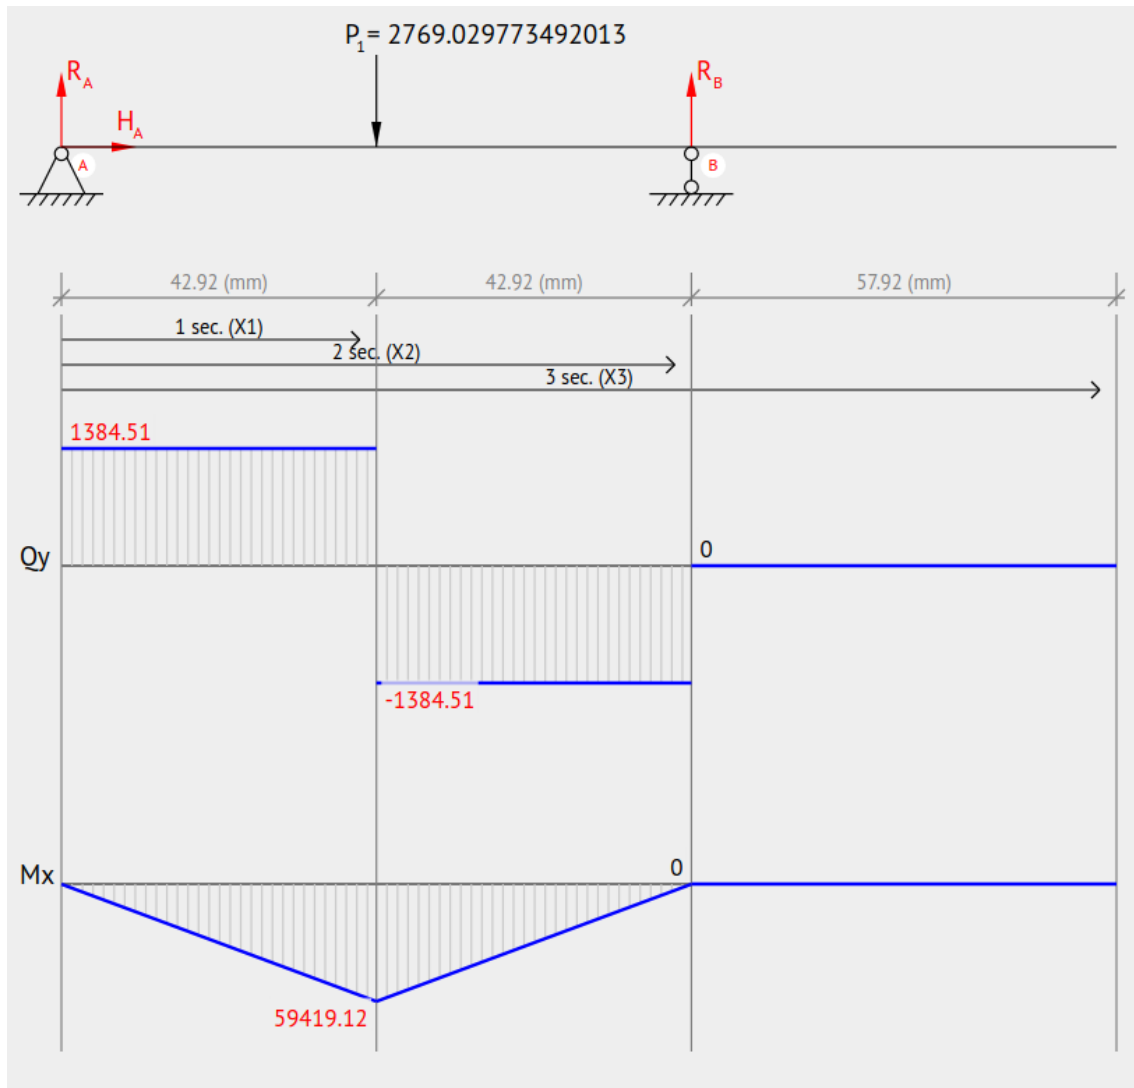 P1= 2769.029773492013
RA
RB
HA
A
B
42.92 (mm)
42.92 (mm)
57.92 (mm)
1 sec. (X1)
2 sec. (X2)
3 sec. (X3)
1384.51
Qy
0
-1384.51
Mx
0
59419.12